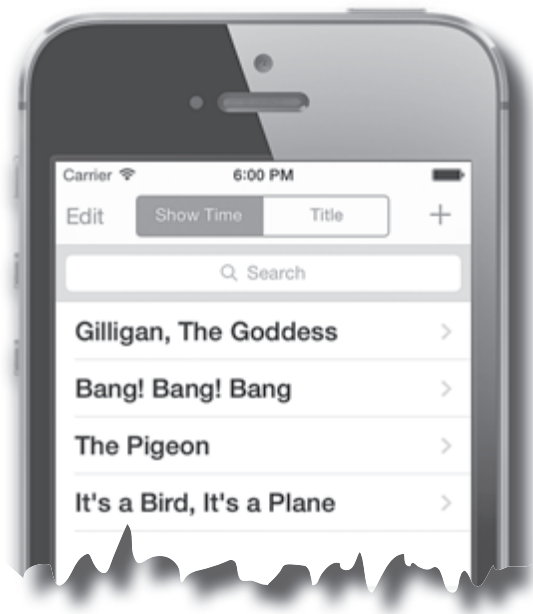 Carrier 6:00 PM
Edit Show Time Title +
Search
Gilligan, The Goddess
Bang! Bang! Bang
The Pigeon
It's a Bird, It's a Plane